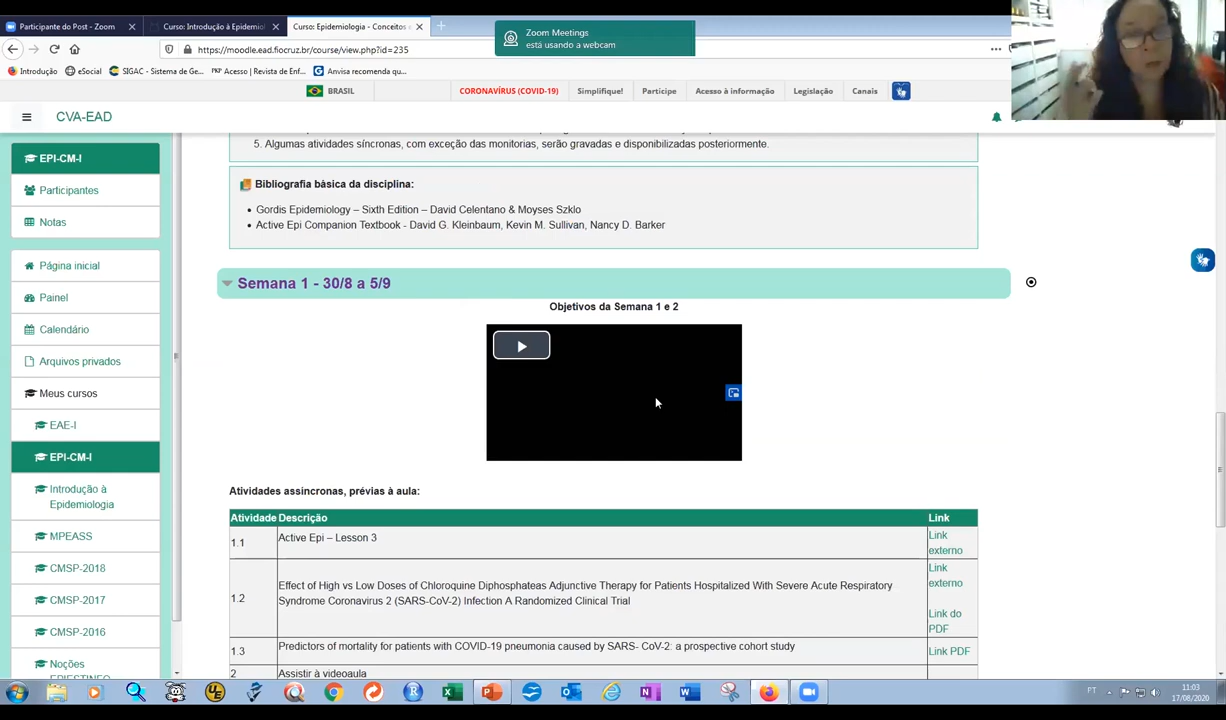 Participante do Post - Zoom
Curso: Introdução à Epidemiol
Curso: Epidemiologia - Conceitos e
Zoom Meetings
está usando a webcam
https://moodle.ead.fiocruz.br/course/view.php?id=235
Introdução
eSocial
SIGAC - Sistema de Ge...
PKP Acesso | Revista de Enf...
Anvisa recomenda qu...
BRASIL
CORONAVÍRUS (COVID-19)
Simplifique!
Participe
Acesso à informação
Legislação
Canais
CVA-EAD
EPI-CM-I
Participantes
Notas
Página inicial
Painel
Calendário
Arquivos privados
Meus cursos
EAE-I
EPI-CM-I
Introdução à
Epidemiologia
MPEASS
CMSP-2018
CMSP-2017
CMSP-2016
Noções
5. Algumas atividades síncronas, com exceção das monitorias, serão gravadas e disponibilizadas posteriormente.
Bibliografia básica da disciplina:
Gordis Epidemiology – Sixth Edition – David Celentano & Moyses Szklo
Active Epi Companion Textbook - David G. Kleinbaum, Kevin M. Sullivan, Nancy D. Barker
Semana 1 - 30/8 a 5/9
Objetivos da Semana 1 e 2
Atividades assincronas, prévias à aula:
Atividade Descrição Link
1.1 Active Epi – Lesson 3 Link
externo
1.2 Effect of High vs Low Doses of Chloroquine Diphosphateas Adjunctive Therapy for Patients Hospitalized With Severe Acute Respiratory
Syndrome Coronavirus 2 (SARS-CoV-2) Infection A Randomized Clinical Trial
Link
externo
Link do
PDF
1.3 Predictors of mortality for patients with COVID-19 pneumonia caused by SARS- CoV-2: a prospective cohort study Link PDF
2 Assistir à videoaula
PT
11:03
17/08/2020